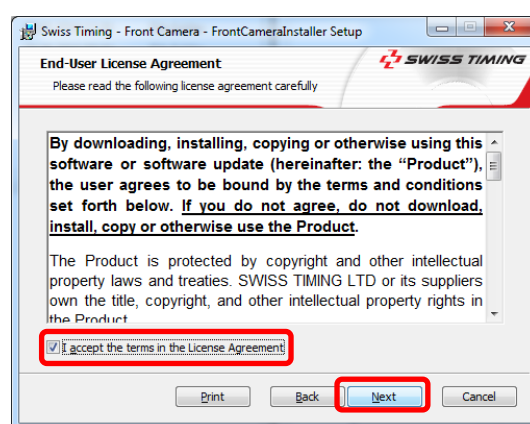 Swiss Timing - Front Camera - FrontCameraInstaller Setup
End-User License Agreement
SWISS TIMING
Please read the following license agreement carefully
By downloading, installing, copying or otherwise using this
software or software update (hereinafter: the “Product”),
the user agrees to be bound by the terms and conditions
set forth below. If you do not agree, do not download,
install, copy or otherwise use the Product.
The Product is protected by copyright and other intellectual
property laws and treaties. SWISS TIMING LTD or its suppliers
own the title, copyright, and other intellectual property rights in
the Product.
I accept the terms in the License Agreement
Print Back Next Cancel